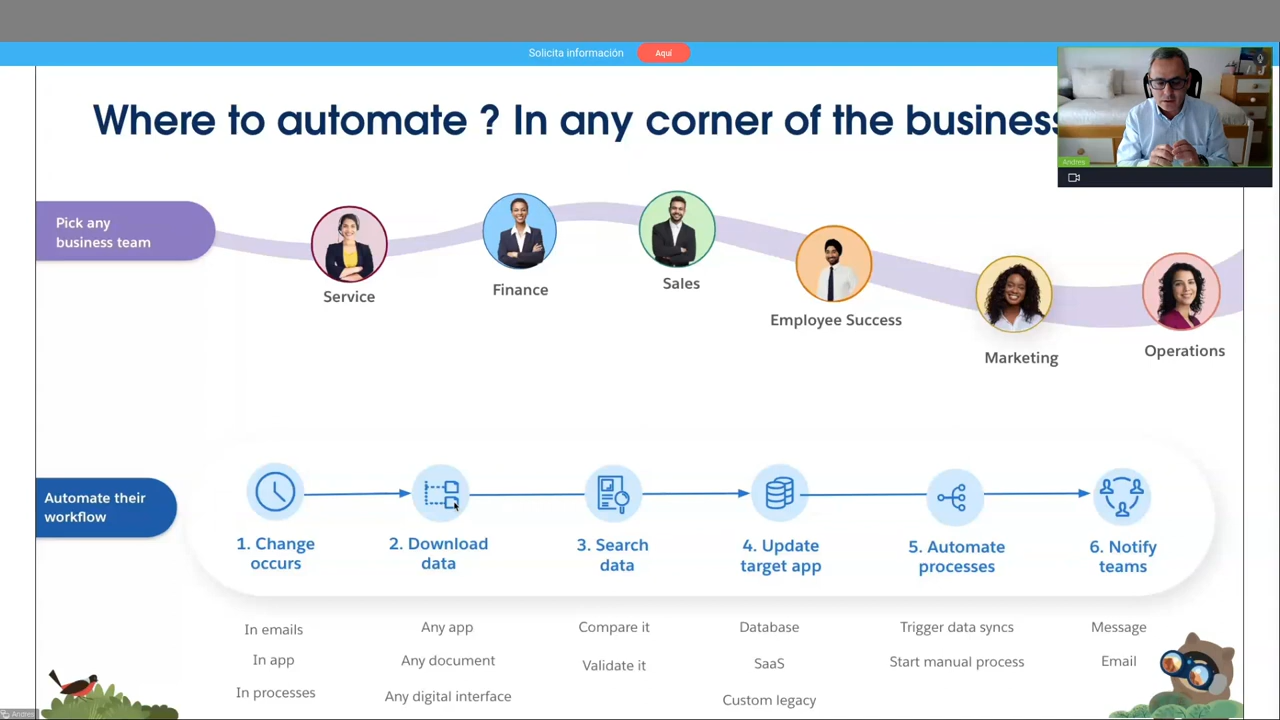 Solicita información
Aquí
Where to automate ? In any corner of the business
Andres
Pick any
business team
Service
Finance
Sales
Employee Success
Marketing
Operations
Automate their
workflow
1. Change
occurs
2. Download
data
3. Search
data
4. Update
target app
5. Automate
processes
6. Notify
teams
In emails
In app
In processes
Any app
Any document
Any digital interface
Compare it
Validate it
Database
SaaS
Custom legacy
Trigger data syncs
Start manual process
Message
Email
Andres